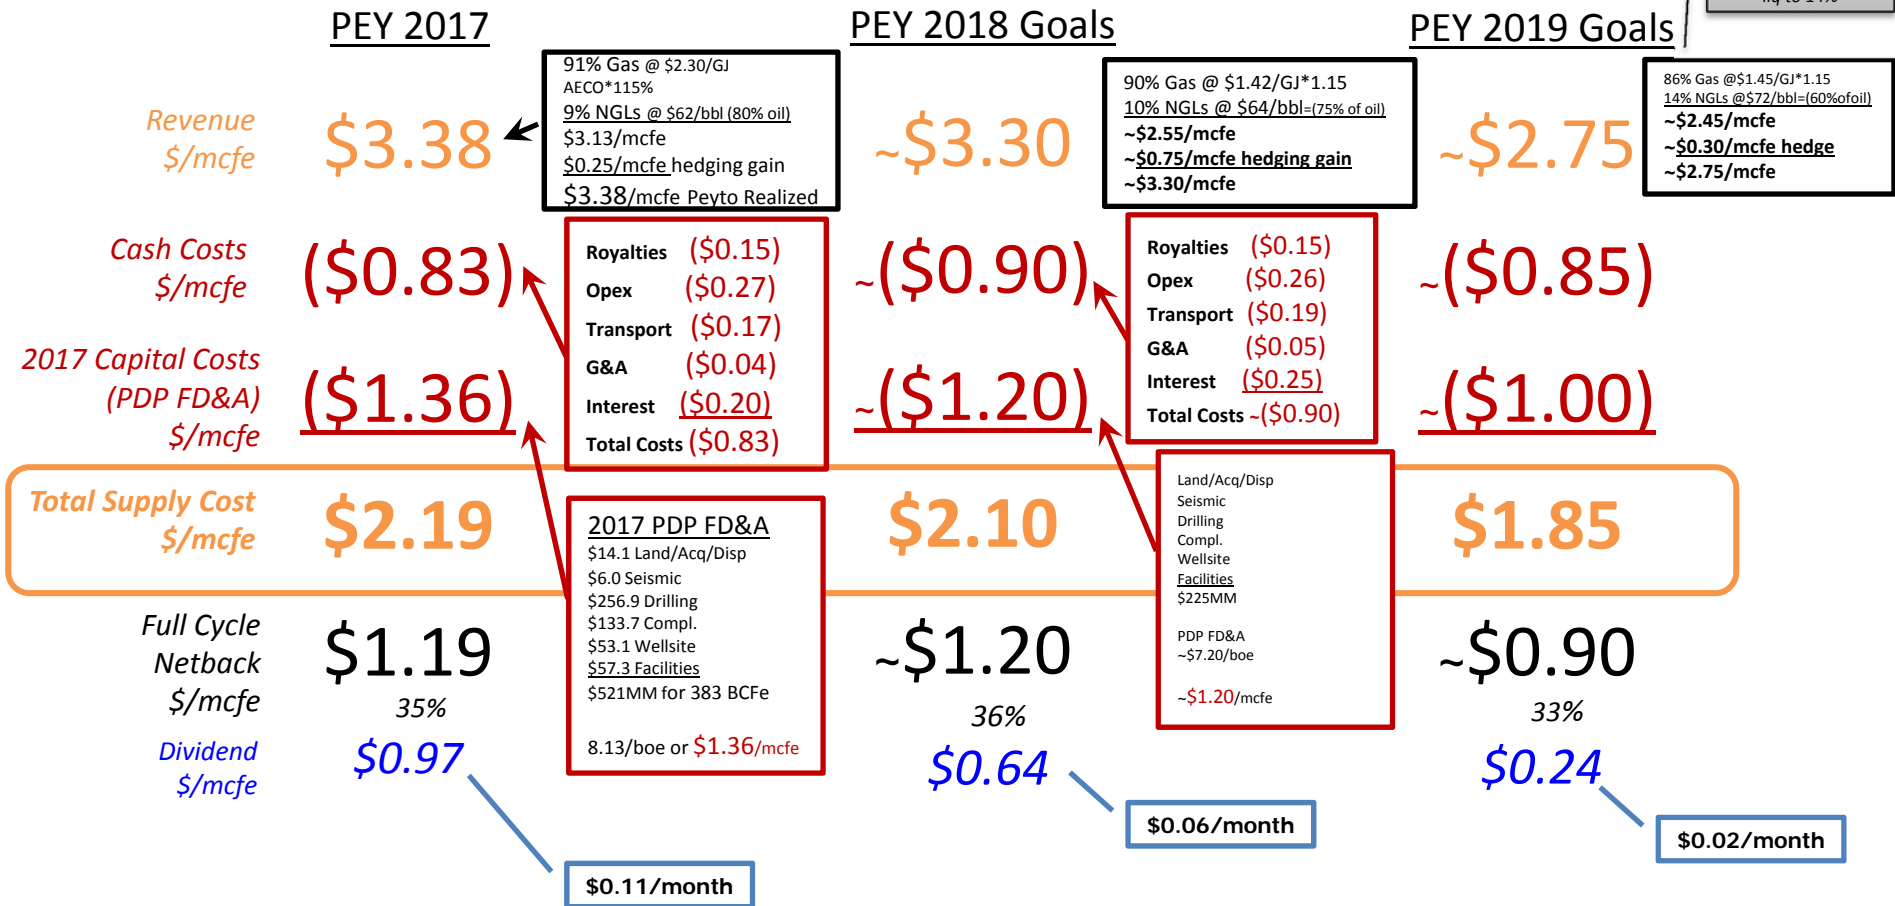 PEY 2017
PEY 2018 Goals
PEY 2019 Goals
Revenue
$/mcfe
$3.38
91% Gas @ $2.30/GJ
AECO*115%
9% NGLs @ $62/bbl (80% oil)
$3.13/mcfe
$0.25/mcfe hedging gain
$3.38/mcfe Peyto Realized
~$3.30
90% Gas @ $1.42/GJ*1.15
10% NGLs @ $64/bbl=(75% of oil)
~$2.55/mcfe
~$0.75/mcfe hedging gain
~$3.30/mcfe
~$2.75
86% Gas @$1.45/GJ*1.15
14% NGLs @$72/bbl=(60%ofoil)
~$2.45/mcfe
~$0.30/mcfe hedge
~$2.75/mcfe
Cash Costs
$/mcfe
($0.83)
Royalties ($0.15)
Opex ($0.27)
Transport ($0.17)
G&A ($0.04)
Interest ($0.20)
Total Costs ($0.83)
~($0.90)
Royalties ($0.15)
Opex ($0.26)
Transport ($0.19)
G&A ($0.05)
Interest ($0.25)
Total Costs ~($0.90)
~($0.85)
2017 Capital Costs
(PDP FD&A)
$/mcfe
($1.36)
~($1.20)
~($1.00)
Total Supply Cost
$/mcfe
$2.19
$2.10
$1.85
2017 PDP FD&A
$14.1 Land/Acq/Disp
$6.0 Seismic
$256.9 Drilling
$133.7 Compl.
$53.1 Wellsite
$57.3 Facilities
$521MM for 383 BCFe
8.13/boe or $1.36/mcfe
Land/Acq/Disp
Seismic
Drilling
Compl.
Wellsite
Facilities
$225MM
PDP FD&A
~$7.20/boe
~$1.20/mcfe
Full Cycle
Netback
$/mcfe
$1.19
35%
~$1.20
36%
~$0.90
33%
Dividend
$/mcfe
$0.97
$0.64
$0.24
$0.11/month
$0.06/month
$0.02/month